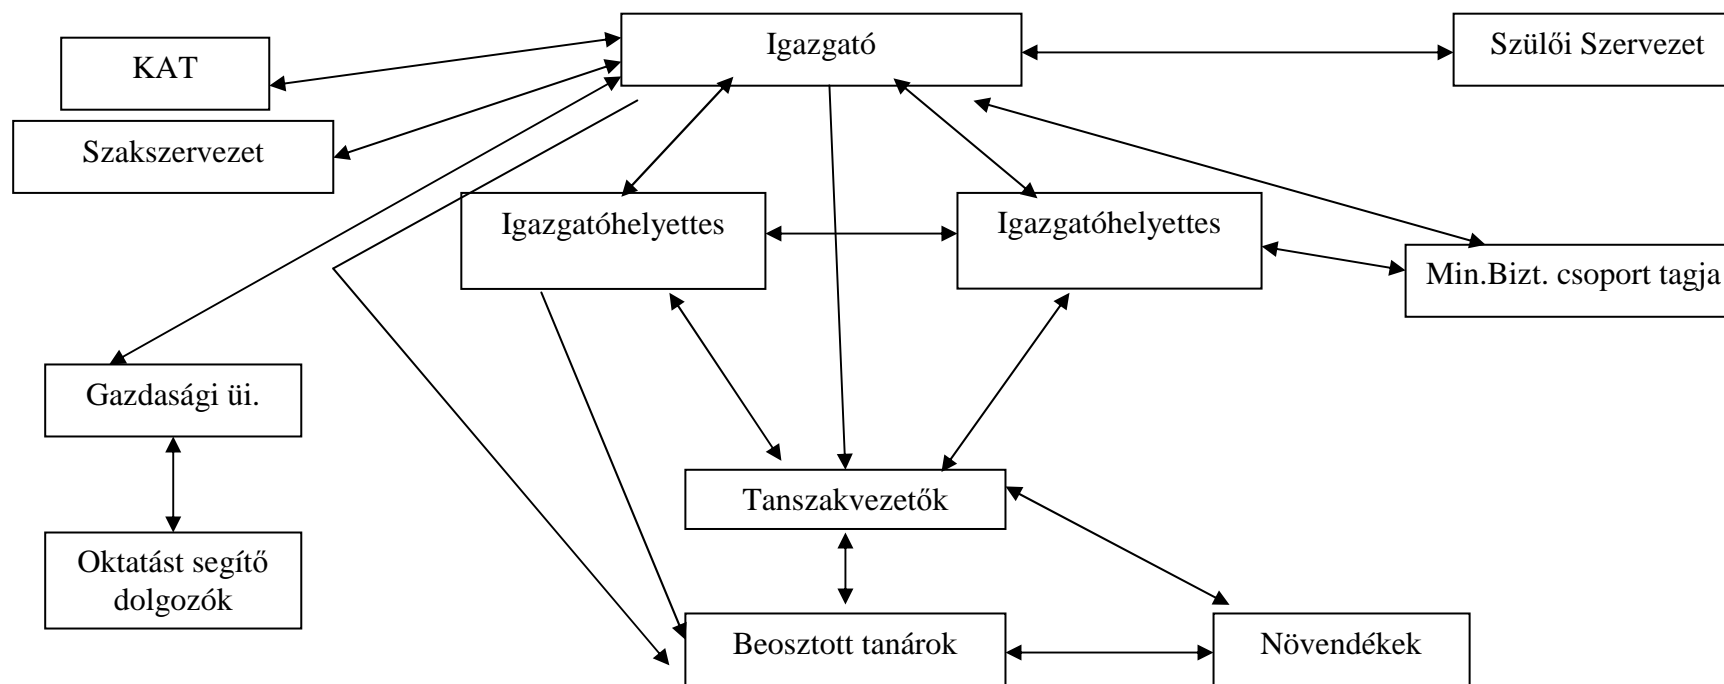 Igazgató
Szülői Szervezet
KAT
Szakszervezet
Igazgatóhelyettes
Igazgatóhelyettes
Min.Bizt. csoport tagja
Gazdasági üi.
Tanszakvezetők
Oktatást segítő
dolgozók
Beosztott tanárok
Növendékek